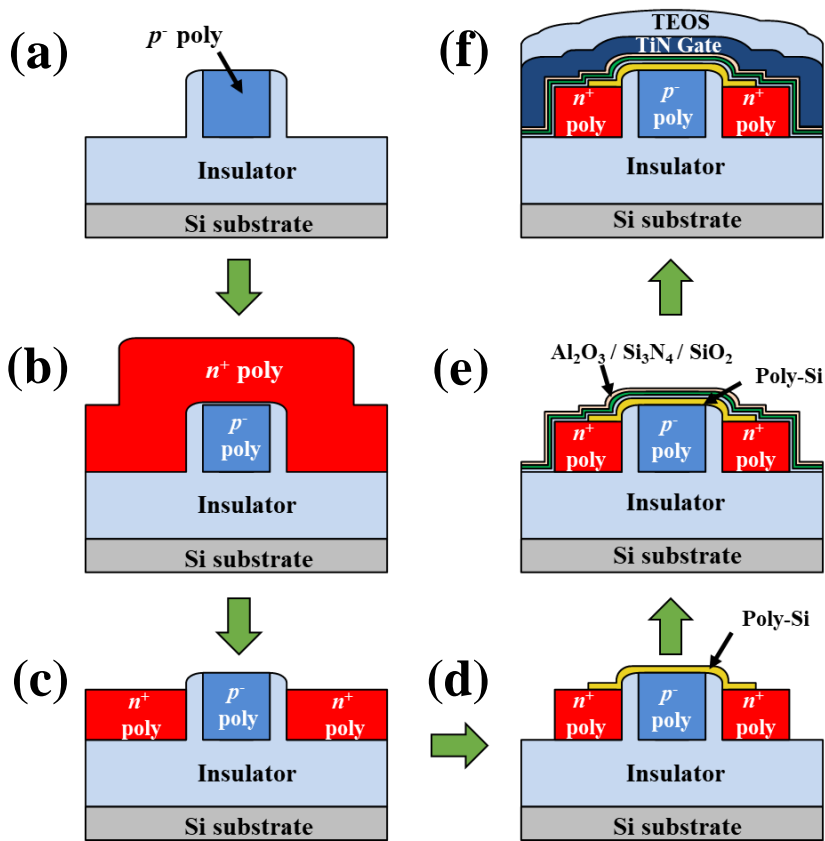 (a)
p⁻ poly
Insulator
Si substrate
(b)
n⁺ poly
p⁻
poly
Insulator
Si substrate
(c)
n⁺
poly
p⁻
poly
n⁺
poly
Insulator
Si substrate
(d)
Poly-Si
n⁺
poly
p⁻
poly
n⁺
poly
Insulator
Si substrate
(e)
Al₂O₃ / Si₃N₄ / SiO₂
Poly-Si
n⁺
poly
p⁻
poly
n⁺
poly
Insulator
Si substrate
(f)
TEOS
TiN Gate
n⁺
poly
p⁻
poly
n⁺
poly
Insulator
Si substrate